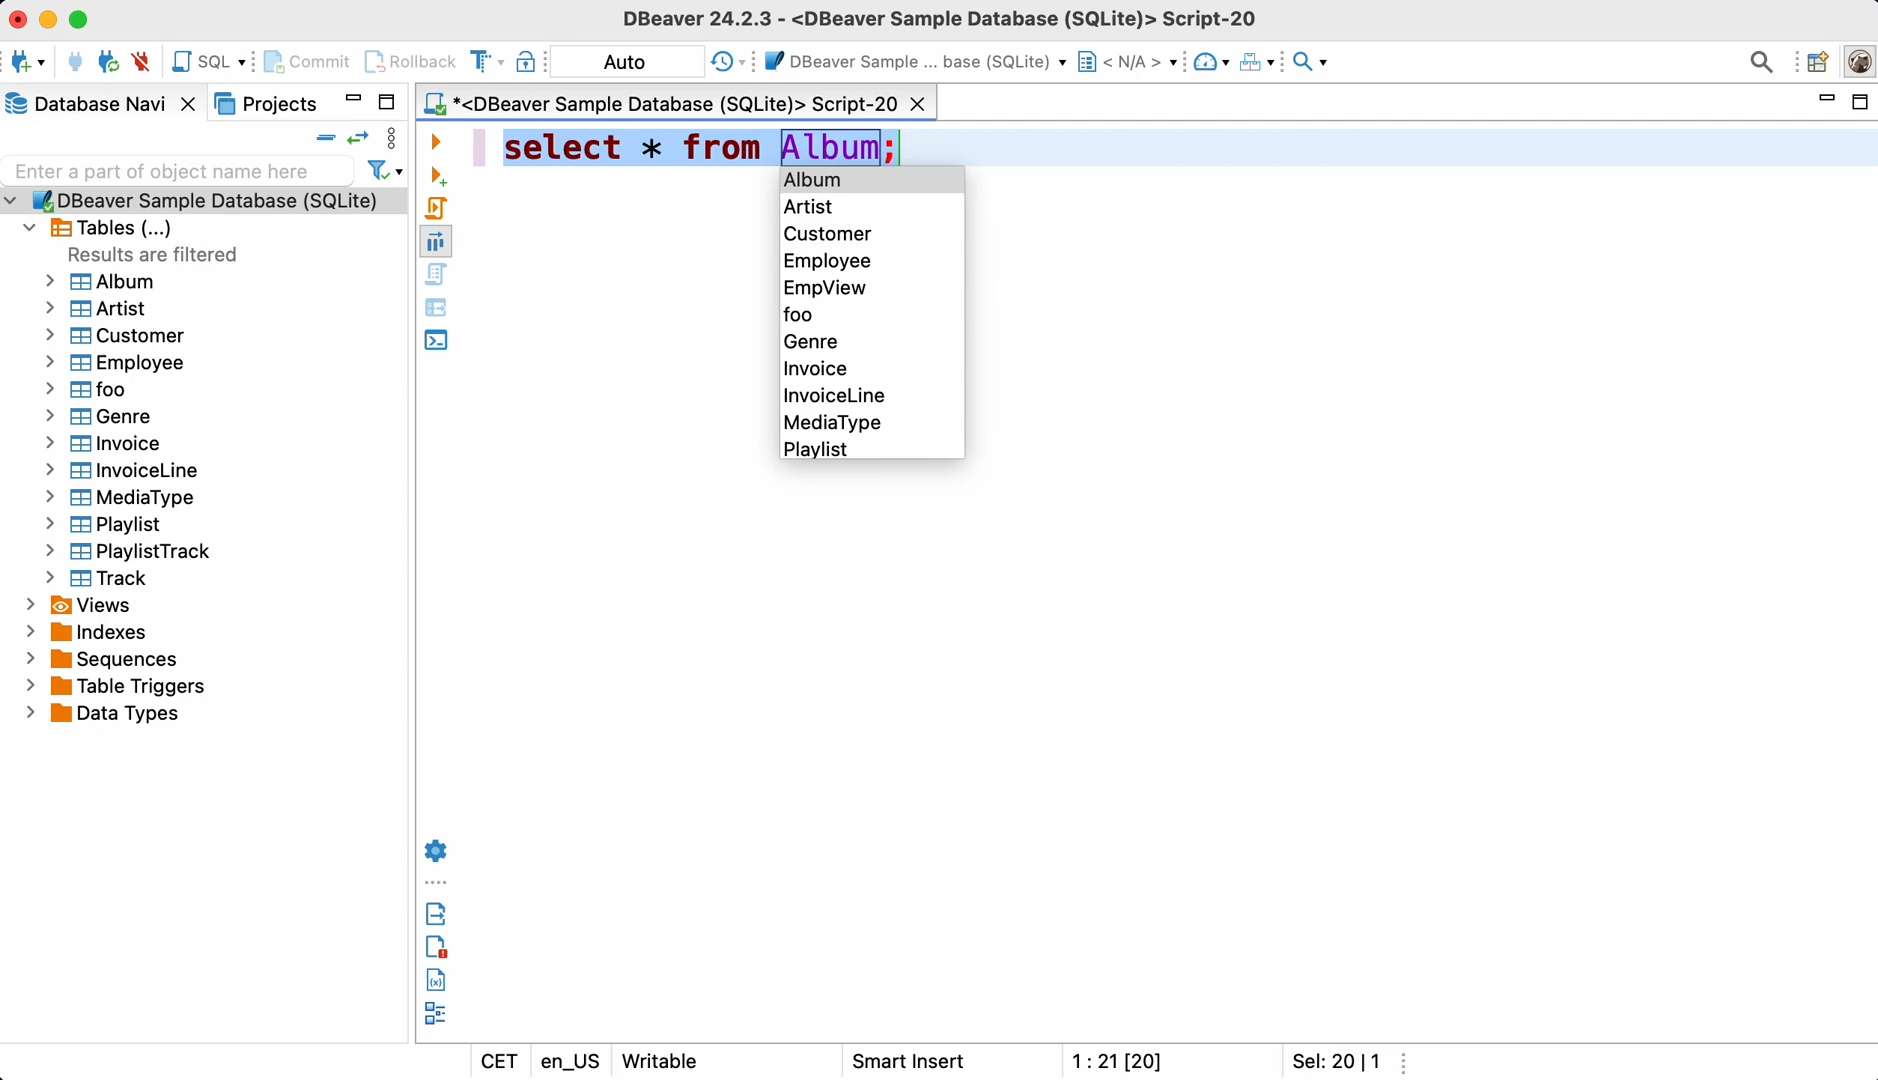 DBeaver 24.2.3 - <DBeaver Sample Database (SQLite)> Script-20
SQL Commit Rollback Auto DBeaver Sample ... base (SQLite) < N/A >
Database Navi Projects
*<DBeaver Sample Database (SQLite)> Script-20
Enter a part of object name here
DBeaver Sample Database (SQLite)
Tables (...)
Results are filtered
Album
Artist
Customer
Employee
foo
Genre
Invoice
InvoiceLine
MediaType
Playlist
PlaylistTrack
Track
Views
Indexes
Sequences
Table Triggers
Data Types
select * from Album;
Album
Artist
Customer
Employee
EmpView
foo
Genre
Invoice
InvoiceLine
MediaType
Playlist
CET en_US Writable Smart Insert 1 : 21 [20] Sel: 20 | 1